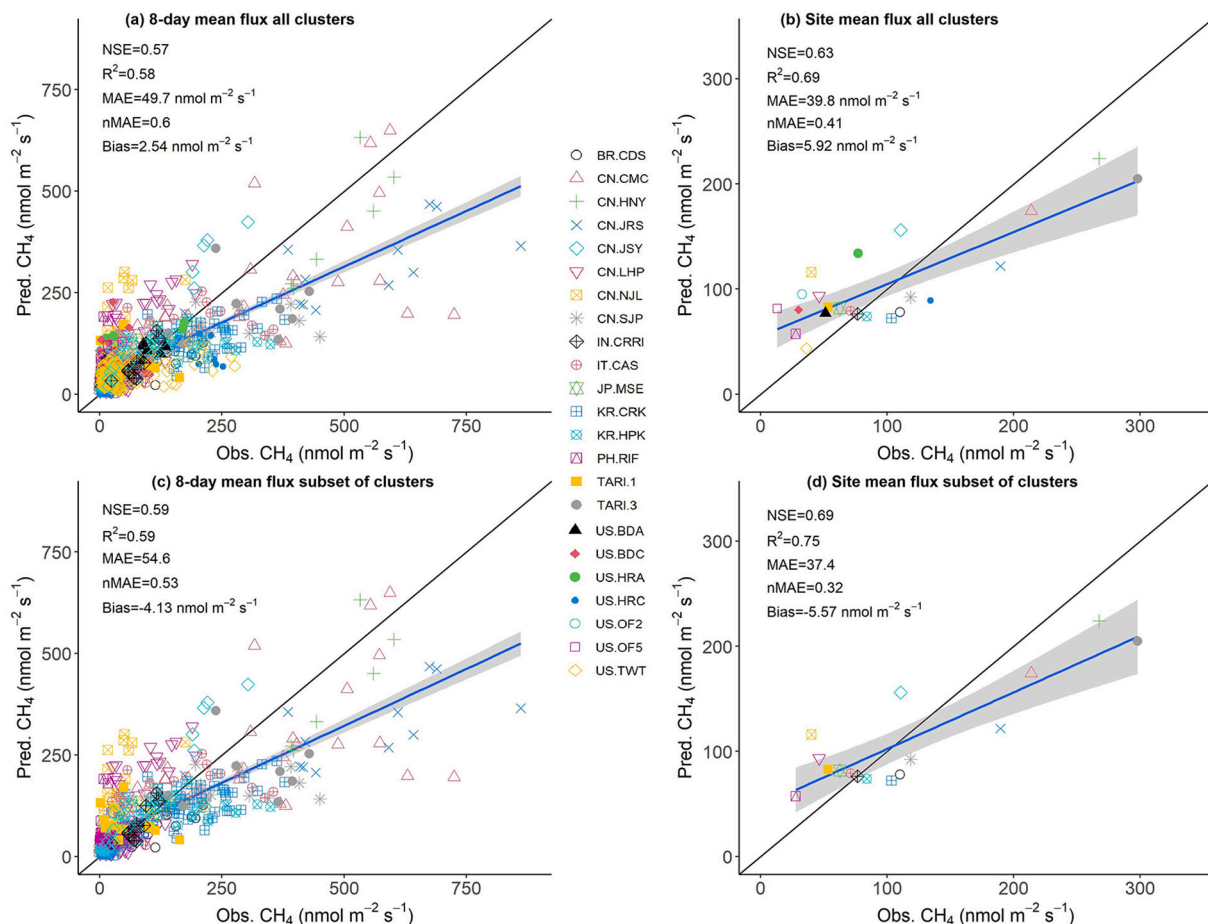 (a) 8-day mean flux all clusters
NSE=0.57
R²=0.58
MAE=49.7 nmol m⁻² s⁻¹
nMAE=0.6
Bias=2.54 nmol m⁻² s⁻¹
Pred. CH₄ (nmol m⁻² s⁻¹)
750
500
250
0
0 250 500 750
Obs. CH₄ (nmol m⁻² s⁻¹)
(b) Site mean flux all clusters
NSE=0.63
R²=0.69
MAE=39.8 nmol m⁻² s⁻¹
nMAE=0.41
Bias=5.92 nmol m⁻² s⁻¹
Pred. CH₄ (nmol m⁻² s⁻¹)
300
200
100
0
0 100 200 300
Obs. CH₄ (nmol m⁻² s⁻¹)
BR.CDS
CN.CMC
CN.HNY
CN.JRS
CN.JSY
CN.LHP
CN.NJL
CN.SJP
IN.CRRI
IT.CAS
JP.MSE
KR.CRK
KR.HPK
PH.RIF
TARI.1
TARI.3
US.BDA
US.BDC
US.HRA
US.HRC
US.OF2
US.OF5
US.TWT
(c) 8-day mean flux subset of clusters
NSE=0.59
R²=0.59
MAE=54.6
nMAE=0.53
Bias=-4.13 nmol m⁻² s⁻¹
Pred. CH₄ (nmol m⁻² s⁻¹)
750
500
250
0
0 250 500 750
Obs. CH₄ (nmol m⁻² s⁻¹)
(d) Site mean flux subset of clusters
NSE=0.69
R²=0.75
MAE=37.4
nMAE=0.32
Bias=-5.57 nmol m⁻² s⁻¹
Pred. CH₄ (nmol m⁻² s⁻¹)
300
200
100
0
0 100 200 300
Obs. CH₄ (nmol m⁻² s⁻¹)